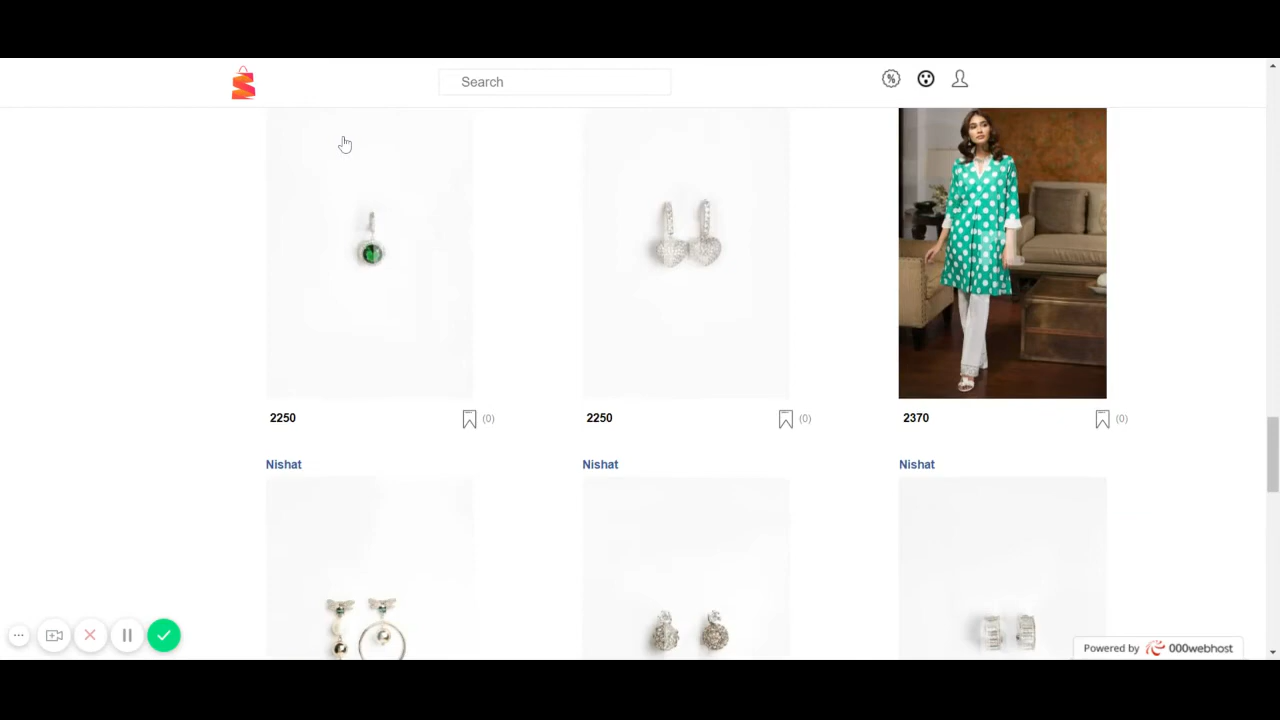 Search
2250
(0)
2250
(0)
2370
(0)
Nishat
Nishat
Nishat
Powered by 000webhost